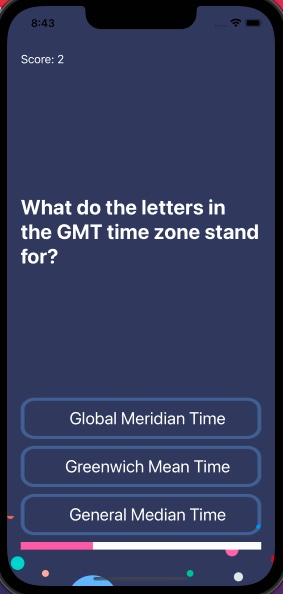 8:43
Score: 2
What do the letters in
the GMT time zone stand
for?
Global Meridian Time
Greenwich Mean Time
General Median Time